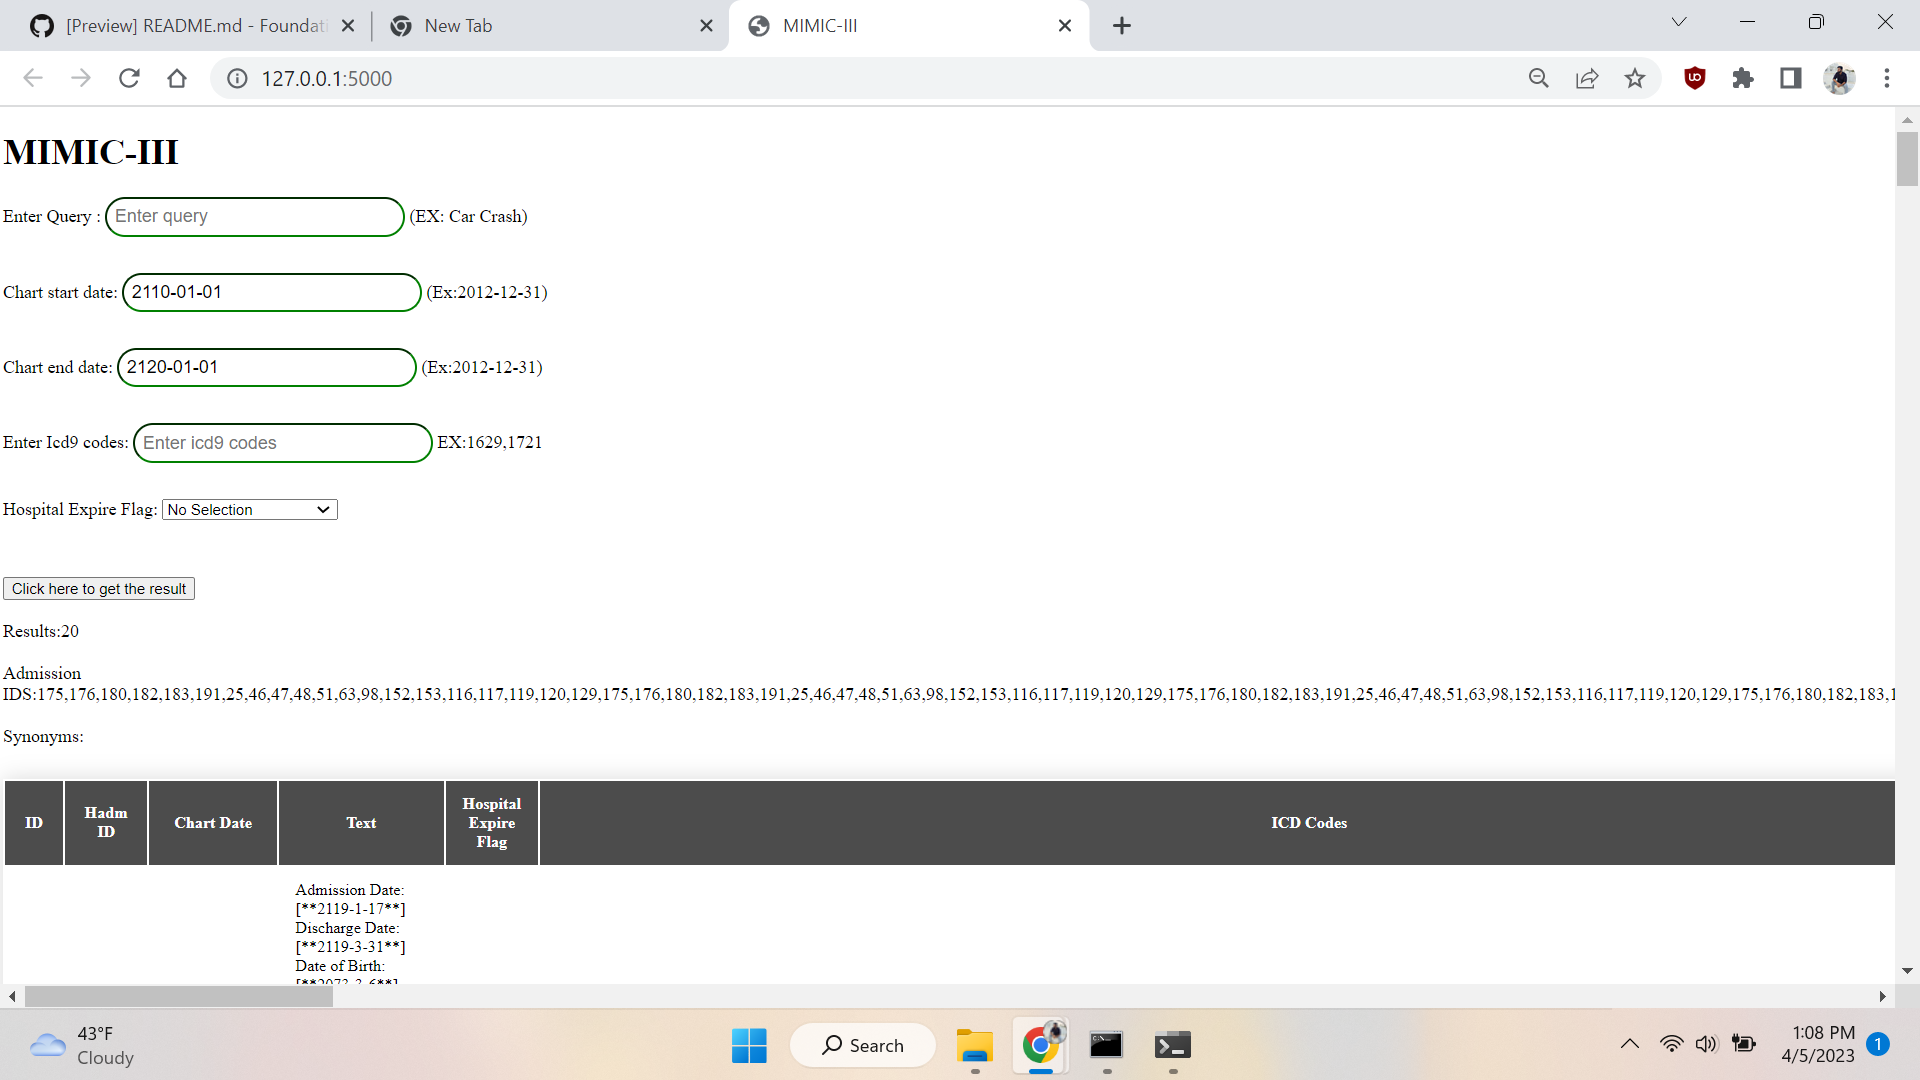 [Preview] README.md - Foundati
New Tab
MIMIC-III
127.0.0.1:5000
MIMIC-III
Enter Query : Enter query (EX: Car Crash)
Chart start date: 2110-01-01 (Ex:2012-12-31)
Chart end date: 2120-01-01 (Ex:2012-12-31)
Enter Icd9 codes: Enter icd9 codes EX:1629,1721
Hospital Expire Flag: No Selection
Click here to get the result
Results:20
Admission
IDS:175,176,180,182,183,191,25,46,47,48,51,63,98,152,153,116,117,119,120,129,175,176,180,182,183,191,25,46,47,48,51,63,98,152,153,116,117,119,120,129,175,176,180,182,183,191,25,46,47,48,51,63,98,152,153,116,117,119,120,129,175,176,180,182,183,1
Synonyms:
ID
Hadm
ID
Chart Date
Text
Hospital
Expire
Flag
ICD Codes
Admission Date:
[**2119-1-17**]
Discharge Date:
[**2119-3-31**]
Date of Birth:
[**2073-3-6**]
43°F
Cloudy
Search
1:08 PM
4/5/2023
1